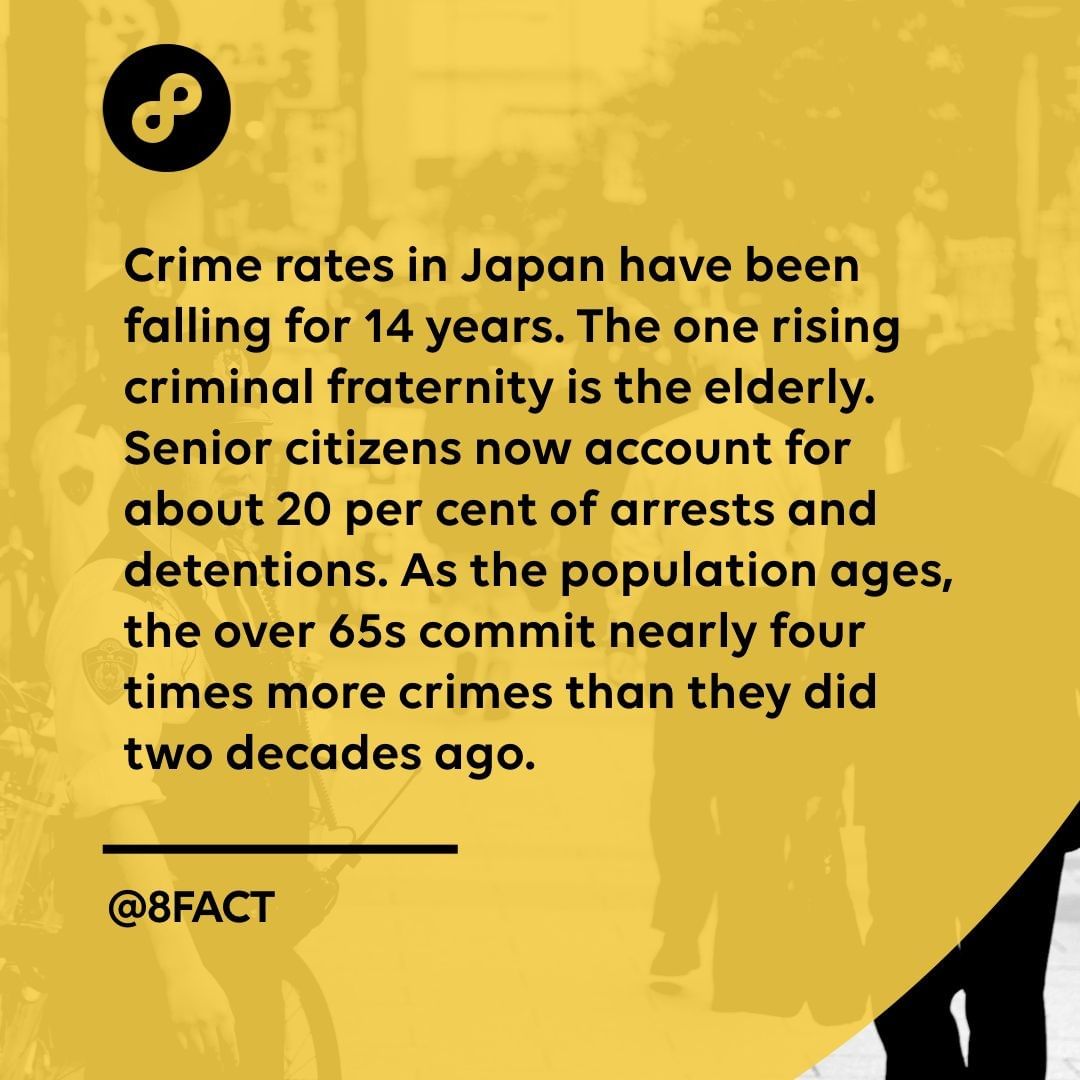 Crime rates in Japan have been
falling for 14 years. The one rising
criminal fraternity is the elderly.
Senior citizens now account for
about 20 per cent of arrests and
detentions. As the population ages,
the over 65s commit nearly four
times more crimes than they did
two decades ago.
@8FACT